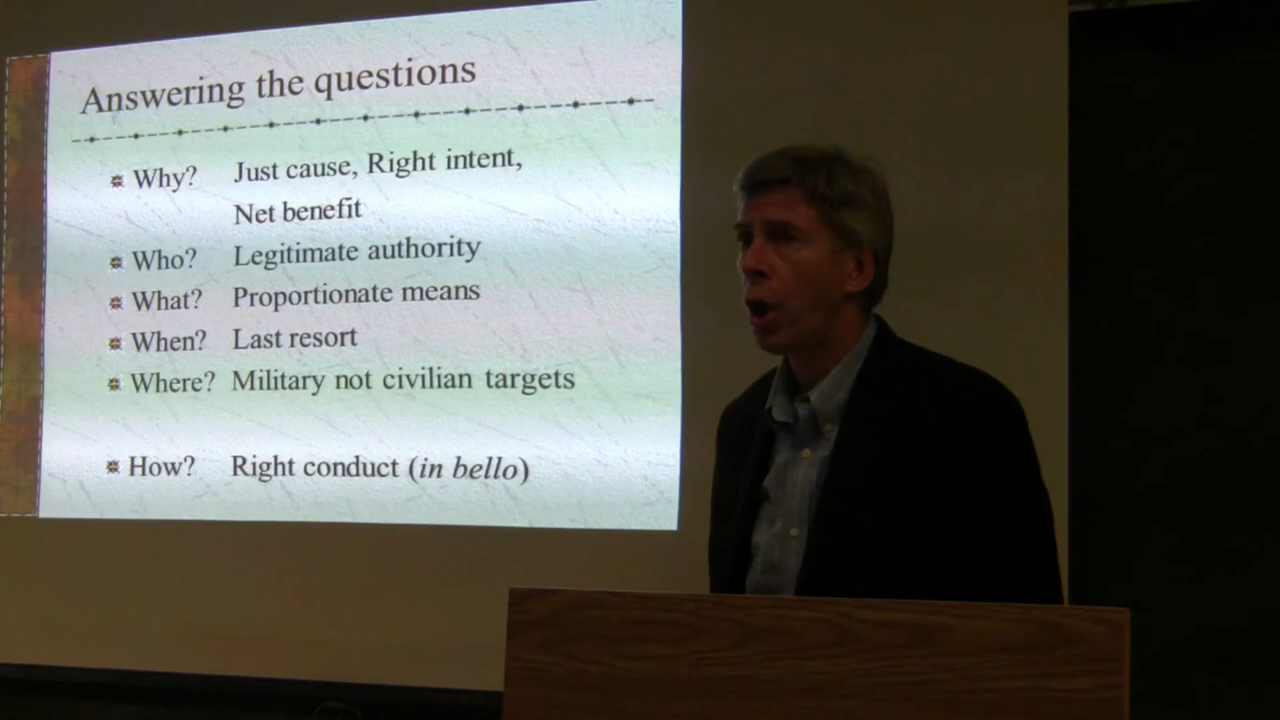 Answering the questions
Why? Just cause, Right intent,
Net benefit
Who? Legitimate authority
What? Proportionate means
When? Last resort
Where? Military not civilian targets
How? Right conduct (in bello)